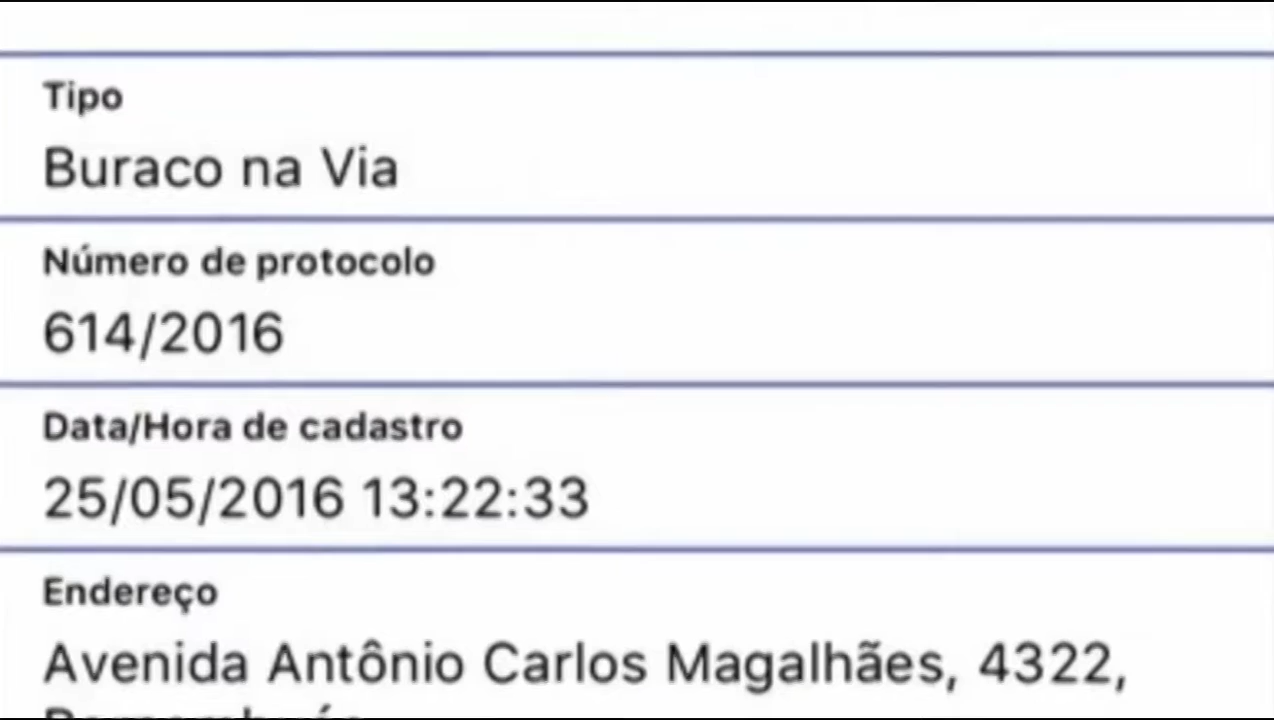 Tipo
Buraco na Via
Número de protocolo
614/2016
Data/Hora de cadastro
25/05/2016 13:22:33
Endereço
Avenida Antônio Carlos Magalhães, 4322,